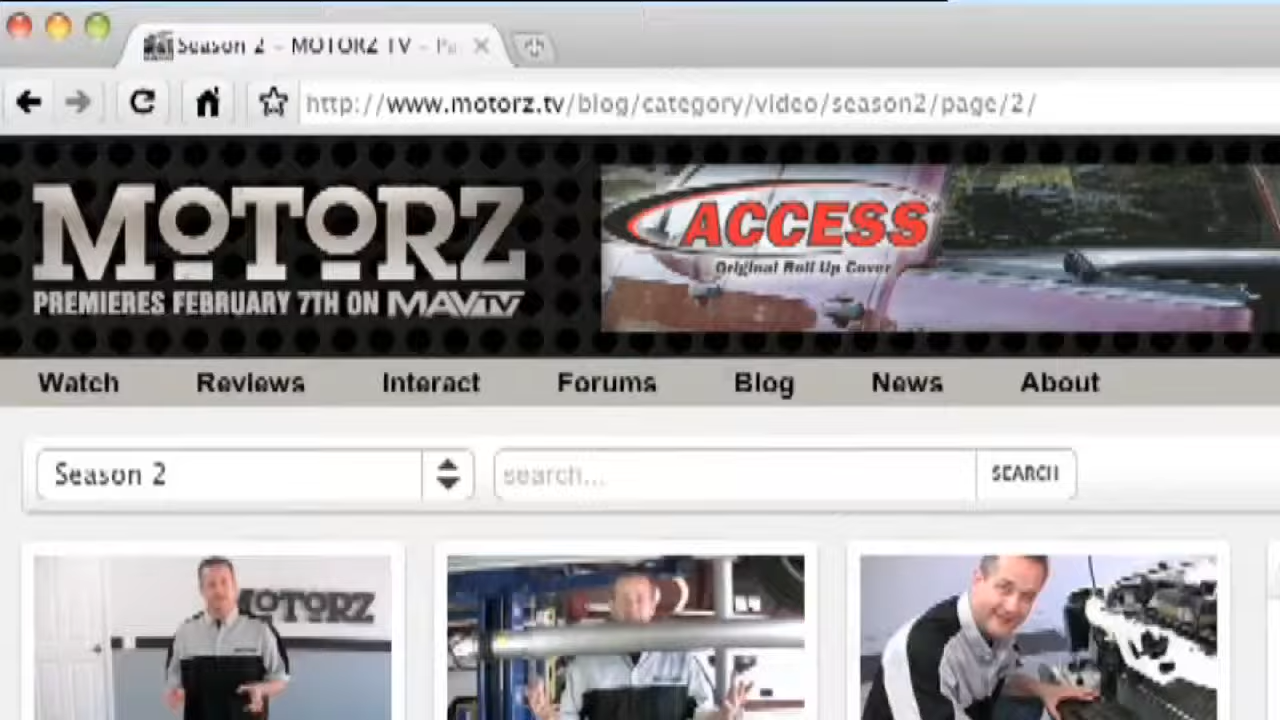 Season 2 - MOTORZ TV -
http://www.motorz.tv/blog/category/video/season2/page/2/
MOTORZ
PREMIERES FEBRUARY 7TH ON MAVTV
ACCESS
Original Roll Up Cover
Watch Reviews Interact Forums Blog News About
Season 2 search... SEARCH
MOTORZ